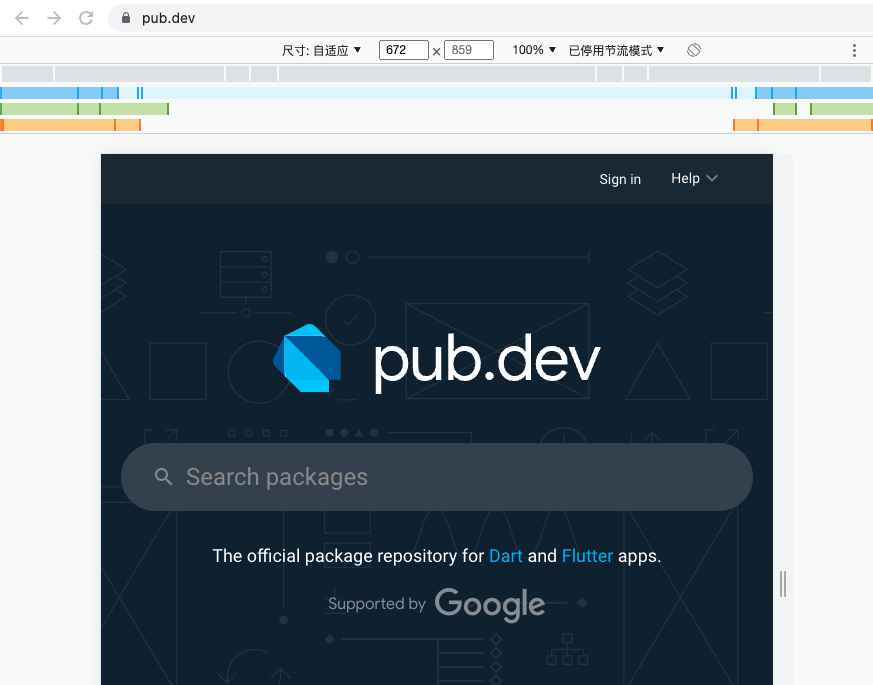 pub.dev
尺寸: 自适应 ▼ 672 × 859 100% ▼ 已停用节流模式 ▼
Sign in Help
pub.dev
Search packages
The official package repository for Dart and Flutter apps.
Supported by Google